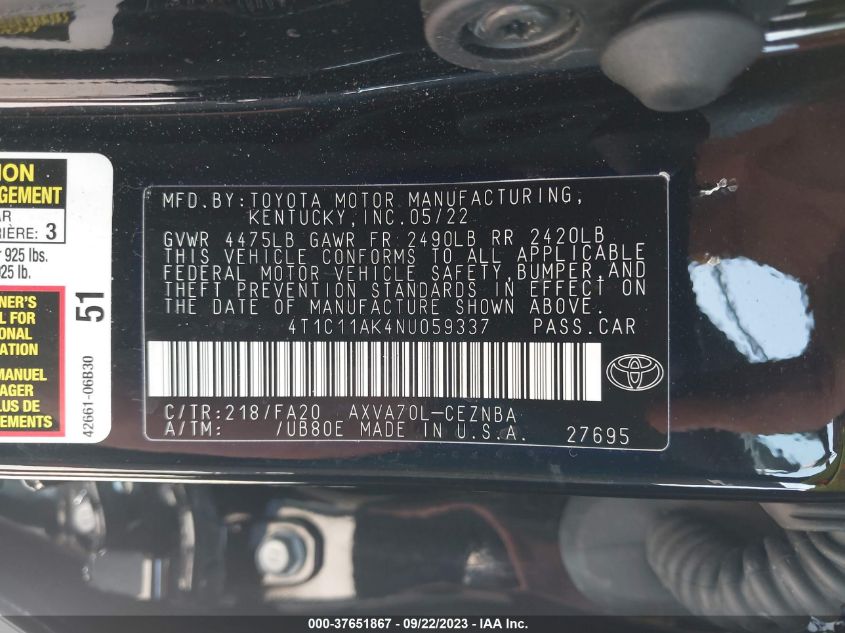 ION
AGEMENT
AR
RIÈRE: 3
925 lbs.
925 lb.
NER'S
L FOR
ONAL
ATION
MANUEL
AGER
LUS DE
51
42661-06B30
MFD.BY:TOYOTA MOTOR MANUFACTURING,
KENTUCKY,INC.05/22
GVWR 4475LB GAWR FR 2490LB RR 2420LB
THIS VEHICLE CONFORMS TO ALL APPLICABLE
FEDERAL MOTOR VEHICLE SAFETY,BUMPER,AND
THEFT PREVENTION STANDARDS IN EFFECT ON
THE DATE OF MANUFACTURE SHOWN ABOVE.
4T1C11AK4NU059337 PASS.CAR
C/TR:218/FA20 AXVA70L-CEZNBA
A/TM: /UB80E MADE IN U.S.A. 27695
C
000-37651867 - 09/22/2023 - IAA Inc.